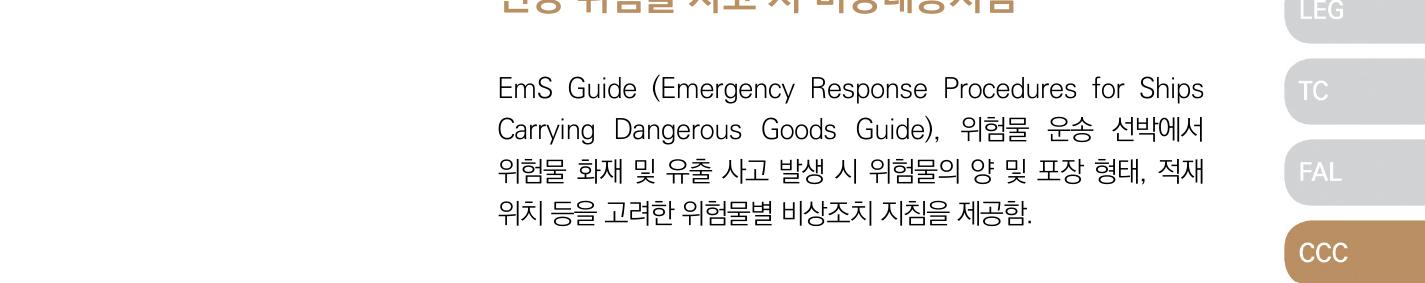 LEG
EmS Guide (Emergency Response Procedures for Ships
TC
Carrying Dangerous Goods Guide), 위험물 운송 선박에서
위험물 화재 및 유출 사고 발생 시 위험물의 양 및 포장 형태, 적재
FAL
위치 등을 고려한 위험물별 비상조치 지침을 제공함.
CCC